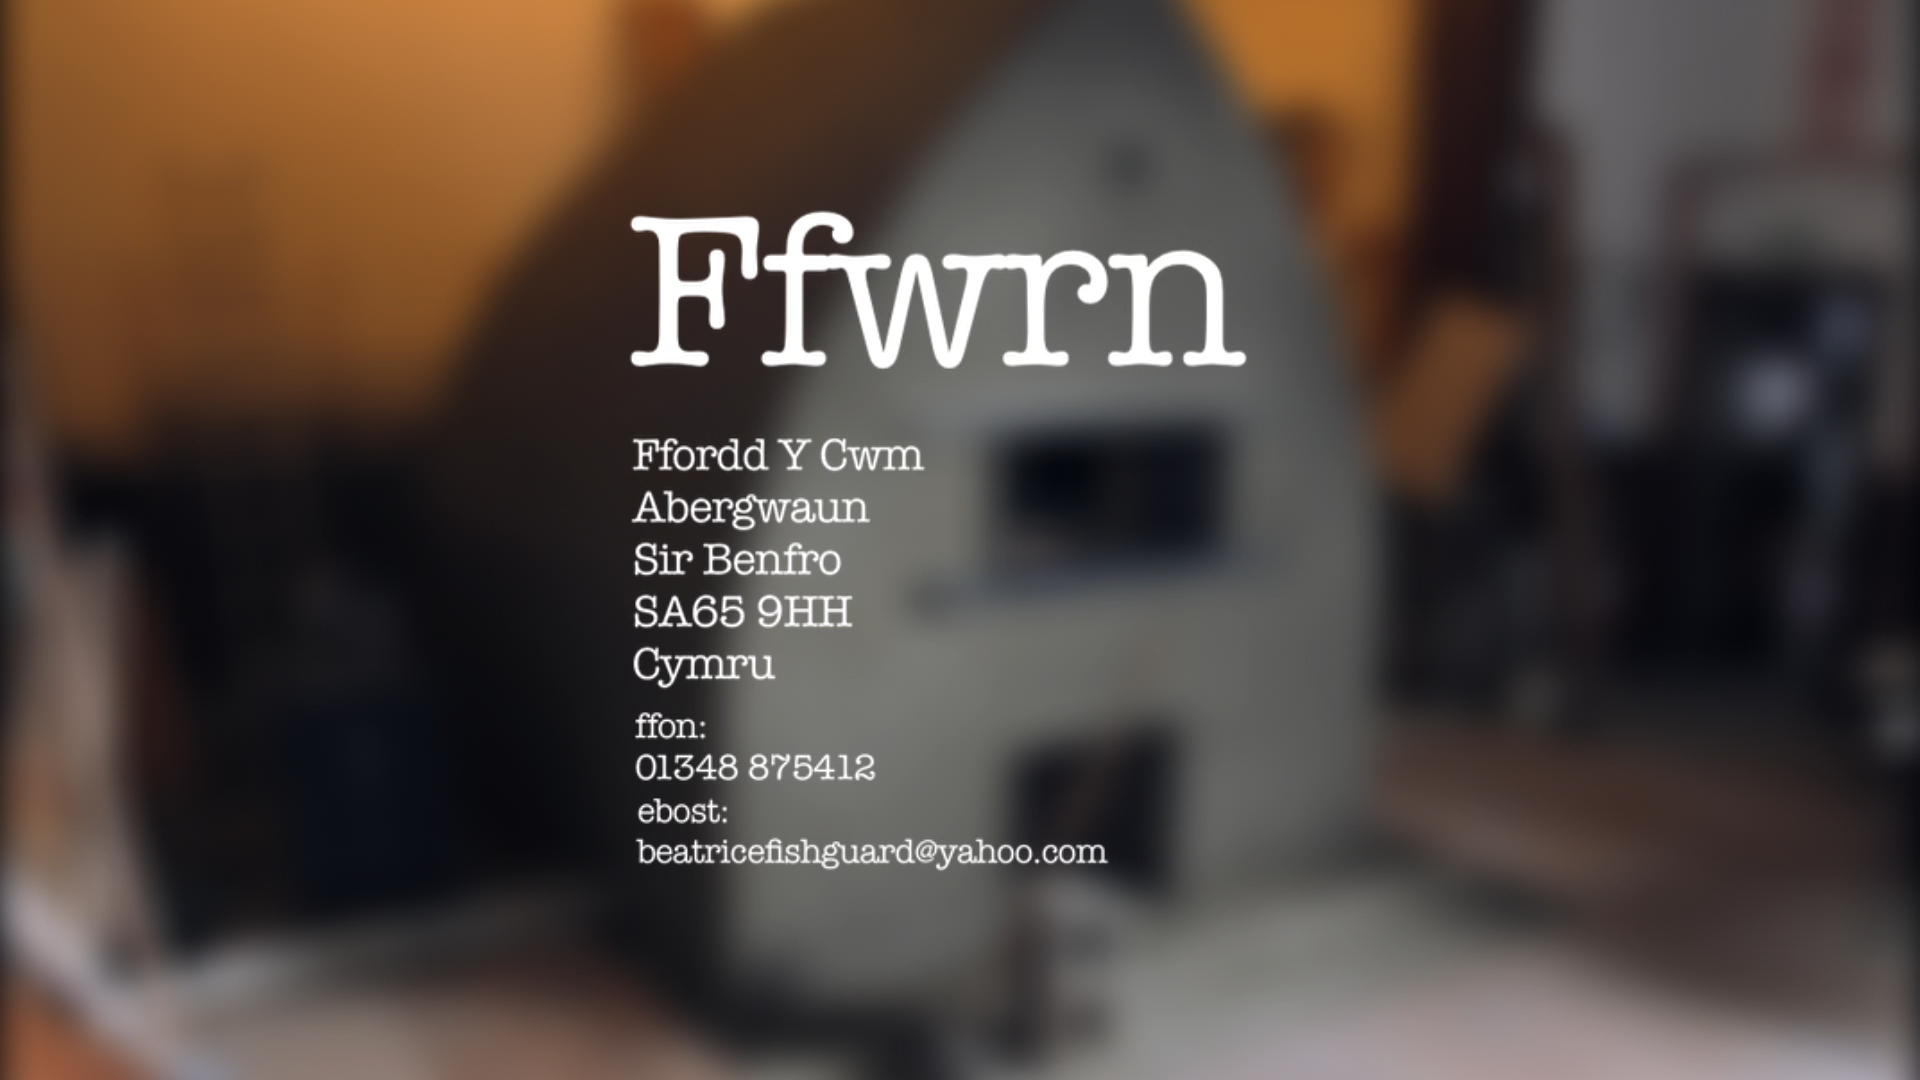 Ffwrn
Ffordd Y Cwm
Abergwaun
Sir Benfro
SA65 9HH
Cymru
ffon:
01348 875412
ebost:
beatricefishguard@yahoo.com